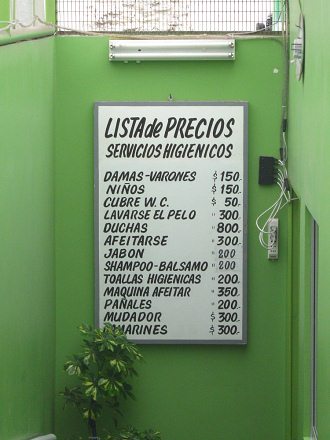 LISTA de PRECIOS
SERVICIOS HIGIENICOS
DAMAS-VARONES $ 150.-
NIÑOS $ 150.-
CUBRE W.C. $ 50.-
LAVARSE EL PELO " 300.-
DUCHAS " 800.-
AFEITARSE " 300.-
JABON " 200
SHAMPOO-BALSAMO " 200
TOALLAS HIGIENICAS " 200.-
MAQUINA AFEITAR " 350.-
PAÑALES " 200.-
MUDADOR $ 300.-
MARINES $ 300.-